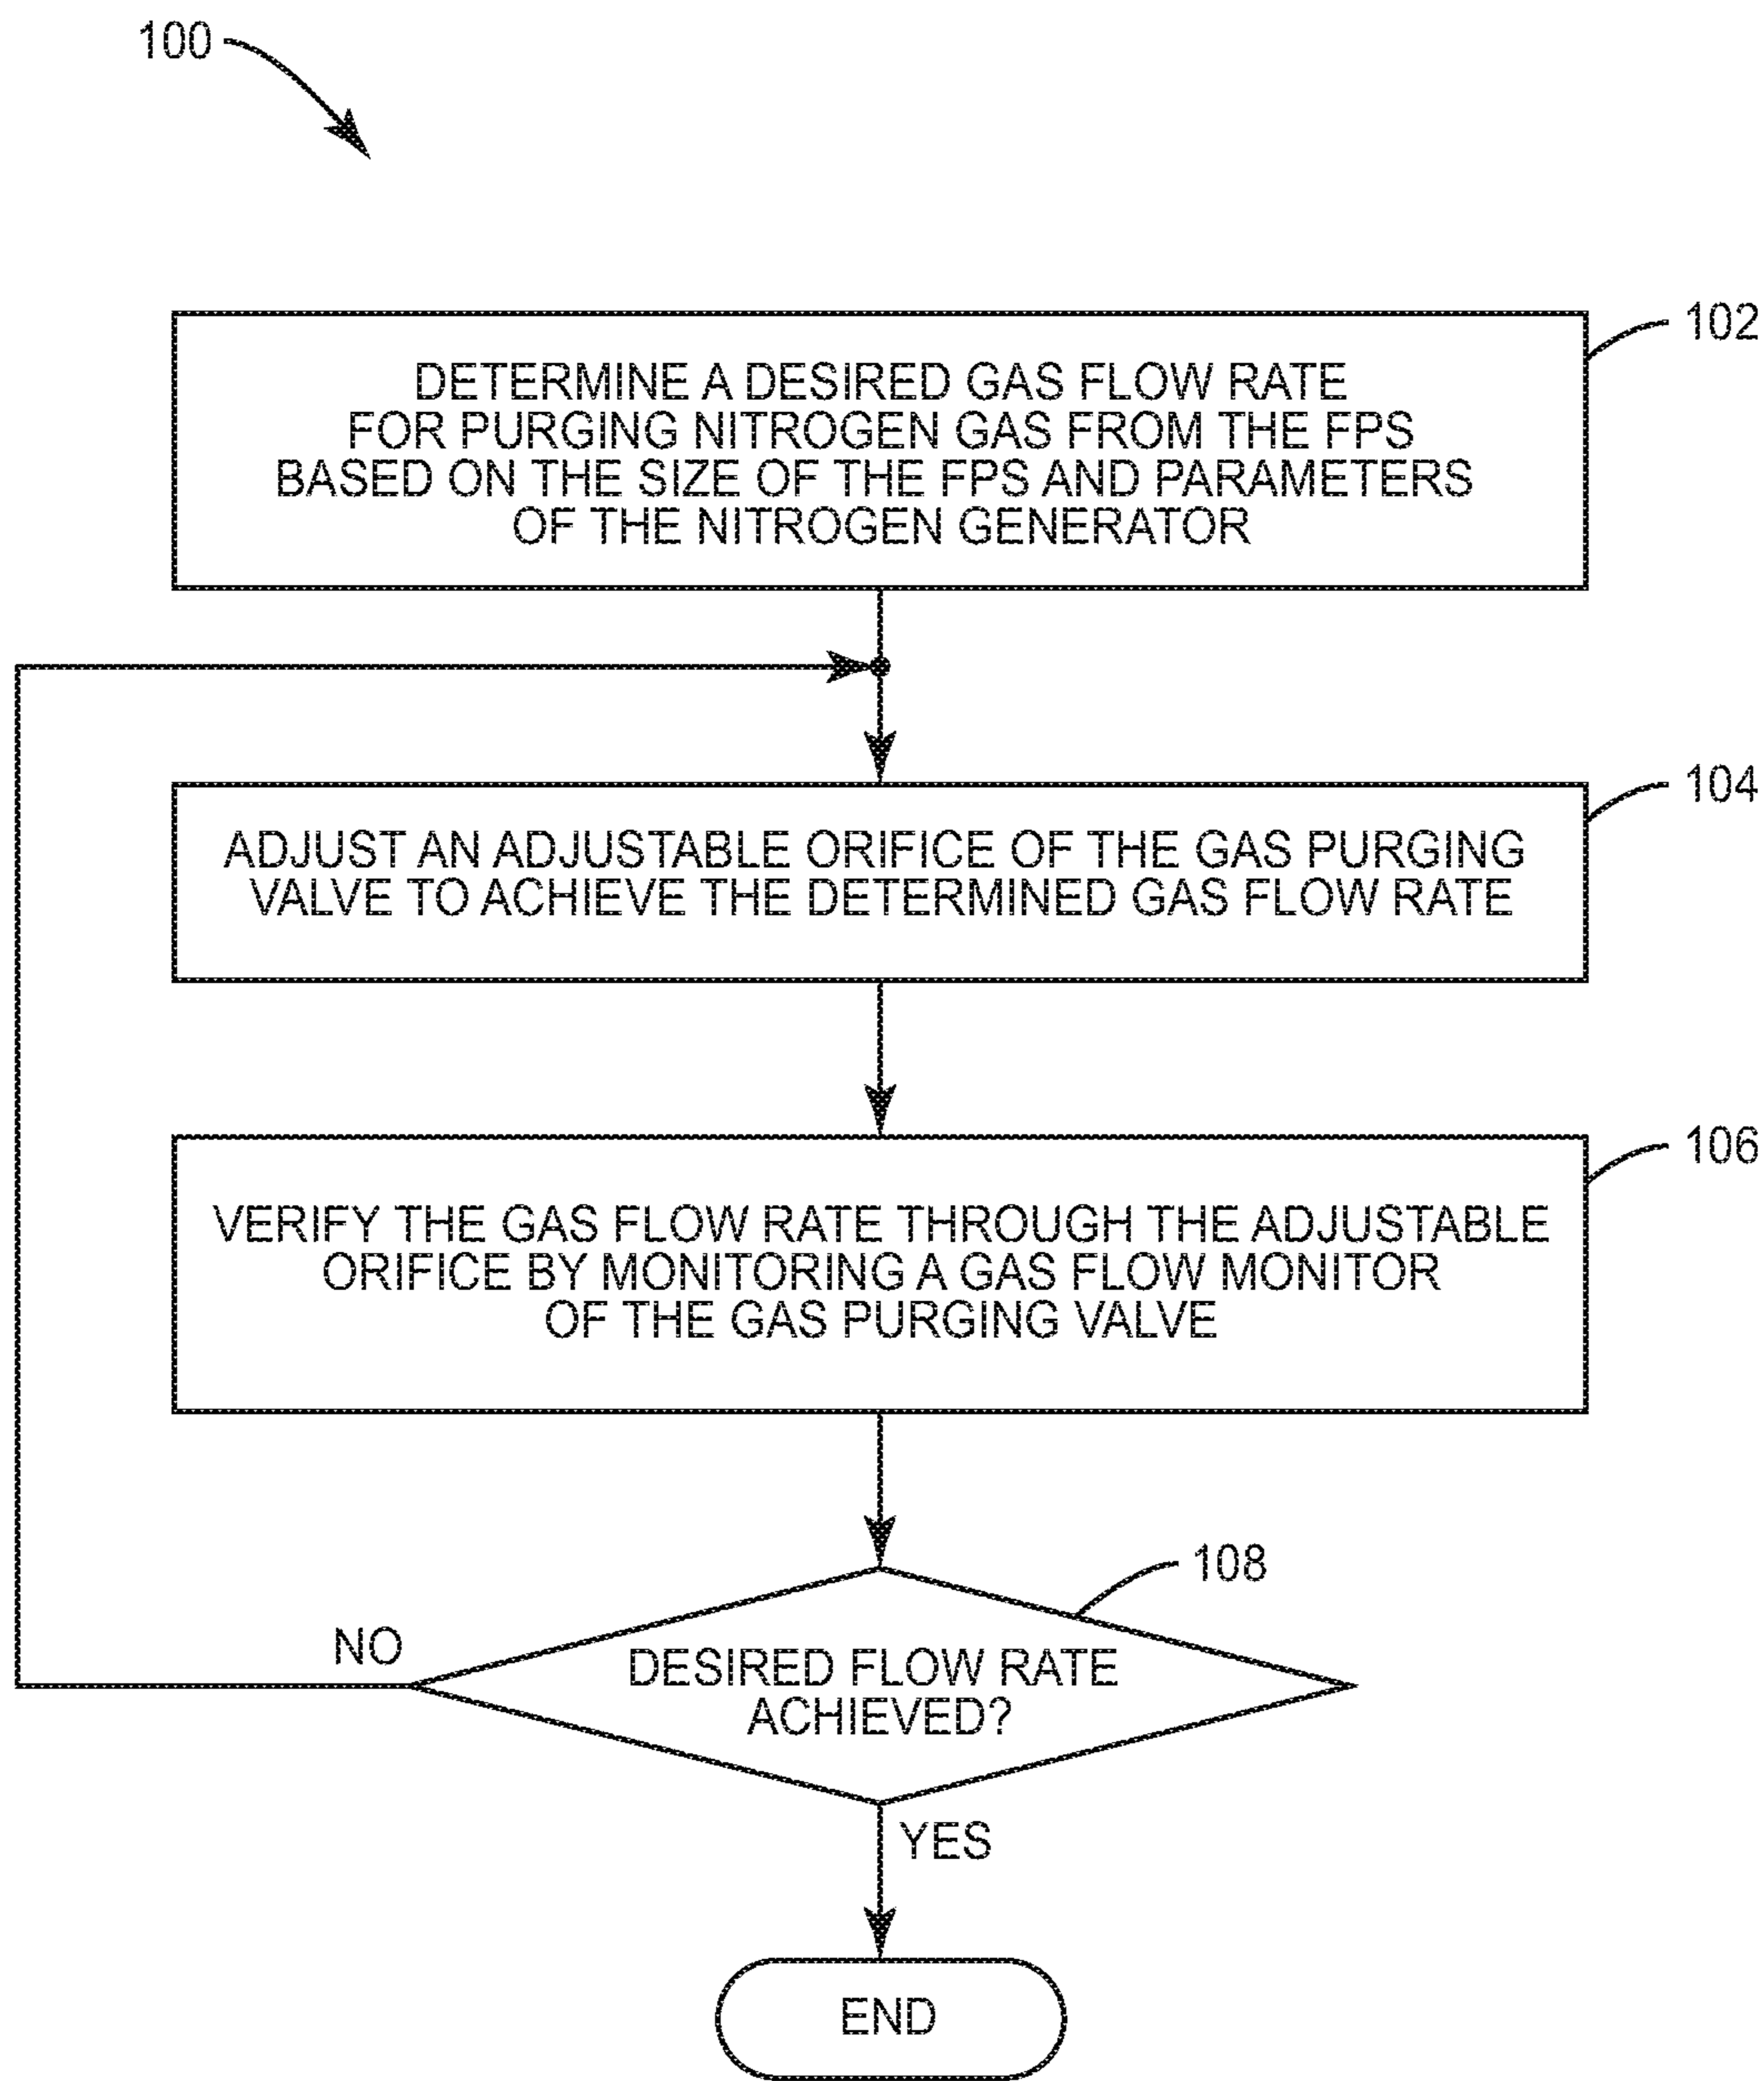 100
102
DETERMINE A DESIRED GAS FLOW RATE
FOR PURGING NITROGEN GAS FROM THE FPS
BASED ON THE SIZE OF THE FPS AND PARAMETERS
OF THE NITROGEN GENERATOR
104
ADJUST AN ADJUSTABLE ORIFICE OF THE GAS PURGING
VALVE TO ACHIEVE THE DETERMINED GAS FLOW RATE
106
VERIFY THE GAS FLOW RATE THROUGH THE ADJUSTABLE
ORIFICE BY MONITORING A GAS FLOW MONITOR
OF THE GAS PURGING VALVE
108
NO
DESIRED FLOW RATE
ACHIEVED?
YES
END